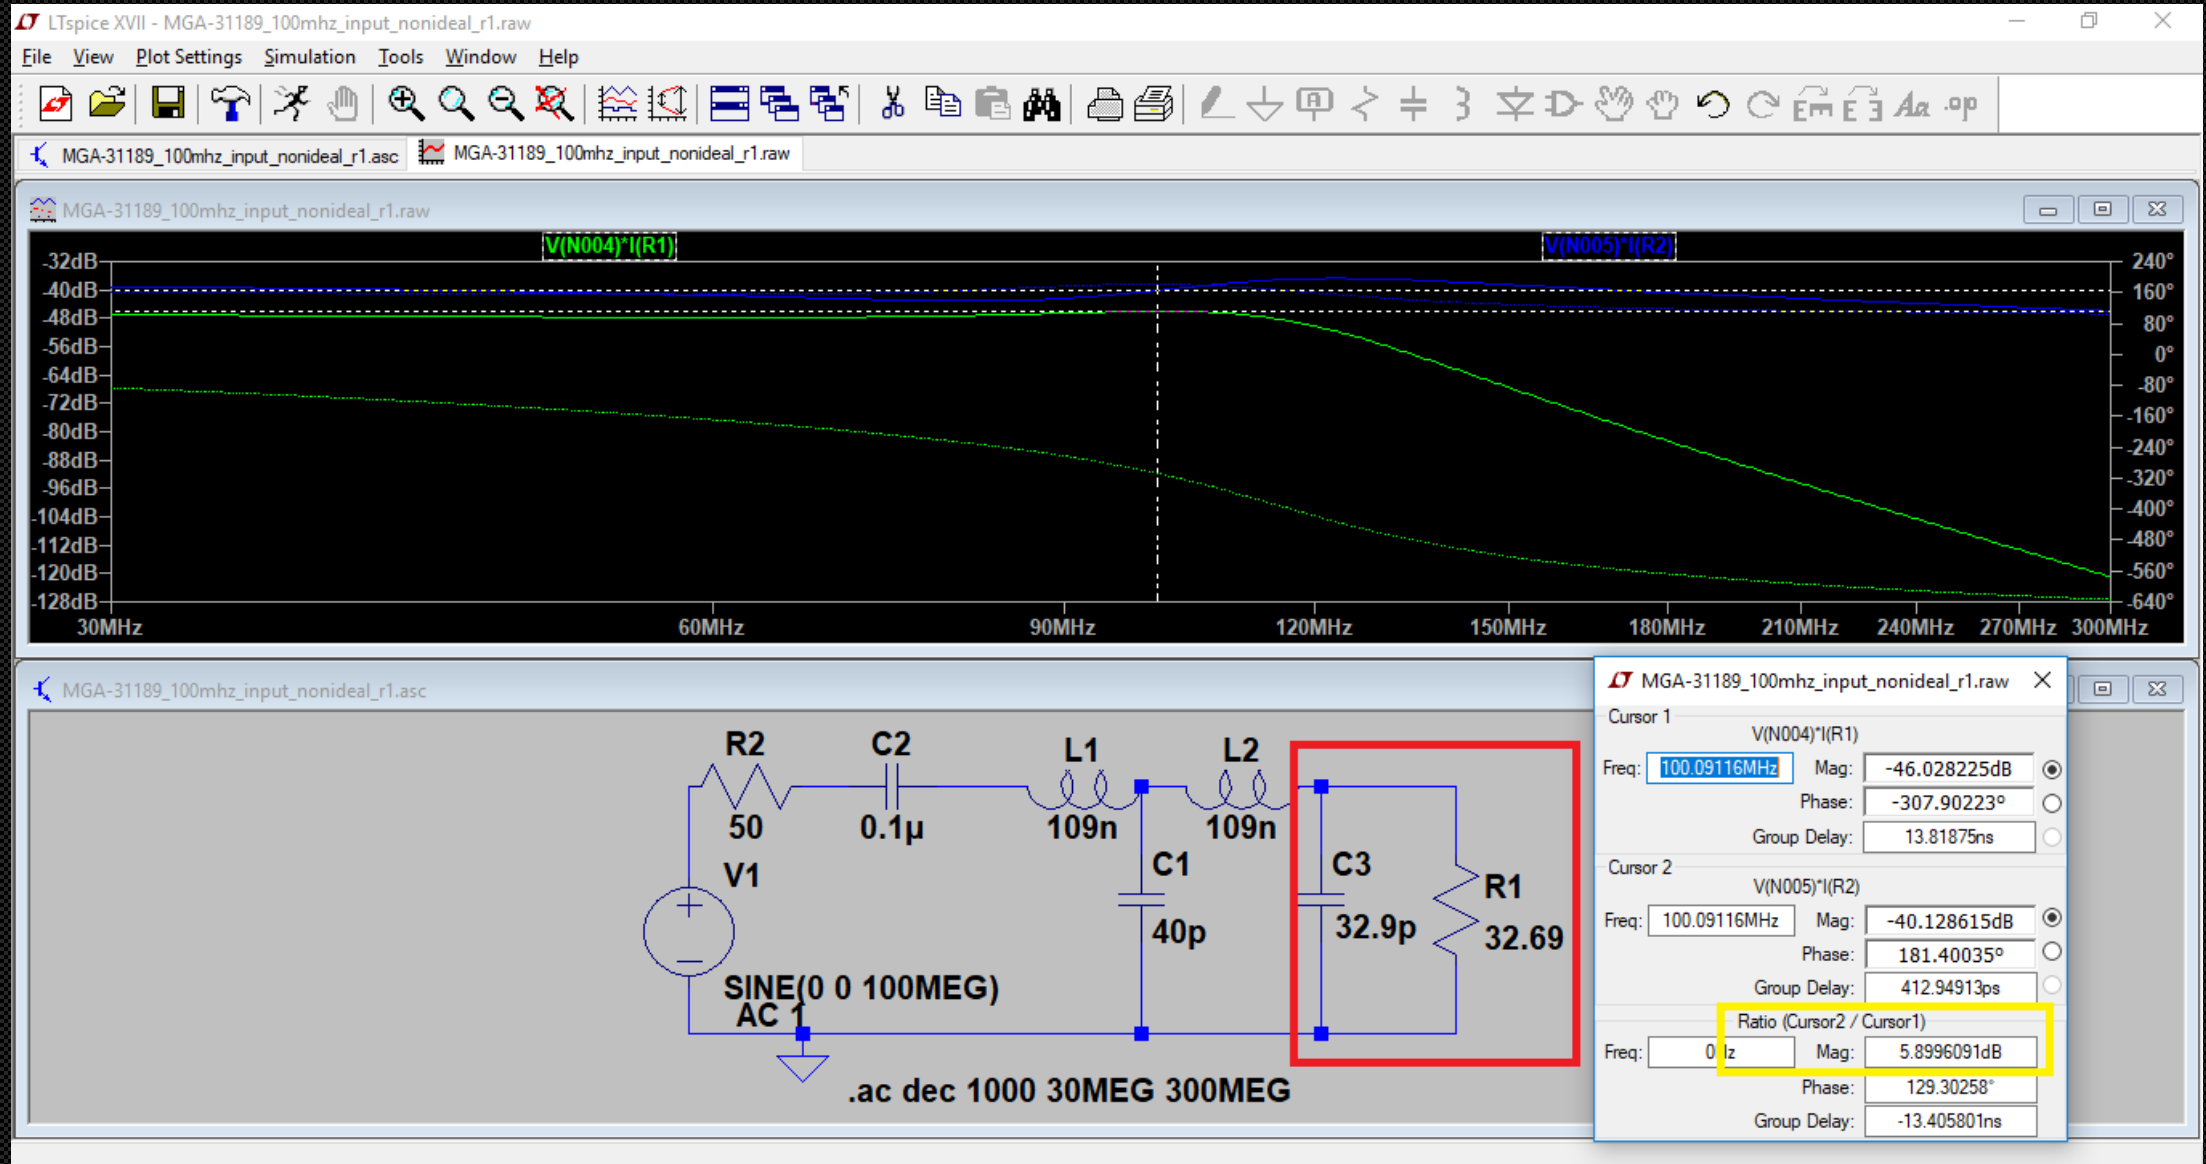 LTspice XVII - MGA-31189_100mhz_input_nonideal_r1.raw
File View Plot Settings Simulation Tools Window Help
Aa .op
MGA-31189_100mhz_input_nonideal_r1.asc MGA-31189_100mhz_input_nonideal_r1.raw
MGA-31189_100mhz_input_nonideal_r1.raw
V(N004)*I(R1) V(N005)*I(R2)
-32dB 240°
-40dB 160°
-48dB 80°
-56dB 0°
-64dB -80°
-72dB -160°
-80dB -240°
-88dB -320°
-96dB -400°
-104dB -480°
-112dB -560°
-120dB -640°
-128dB
30MHz 60MHz 90MHz 120MHz 150MHz 180MHz 210MHz 240MHz 270MHz 300MHz
MGA-31189_100mhz_input_nonideal_r1.asc
R2 C2 L1 L2
50 0.1µ 109n 109n
V1 C1 C3 R1
40p 32.9p 32.69
SINE(0 0 100MEG)
AC 1
.ac dec 1000 30MEG 300MEG
MGA-31189_100mhz_input_nonideal_r1.raw
Cursor 1
V(N004)*I(R1)
Freq: 100.09116MHz Mag: -46.028225dB
Phase: -307.90223°
Group Delay: 13.81875ns
Cursor 2
V(N005)*I(R2)
Freq: 100.09116MHz Mag: -40.128615dB
Phase: 181.40035°
Group Delay: 412.94913ps
Ratio (Cursor2 / Cursor1)
Freq: 0Hz Mag: 5.8996091dB
Phase: 129.30258°
Group Delay: -13.405801ns